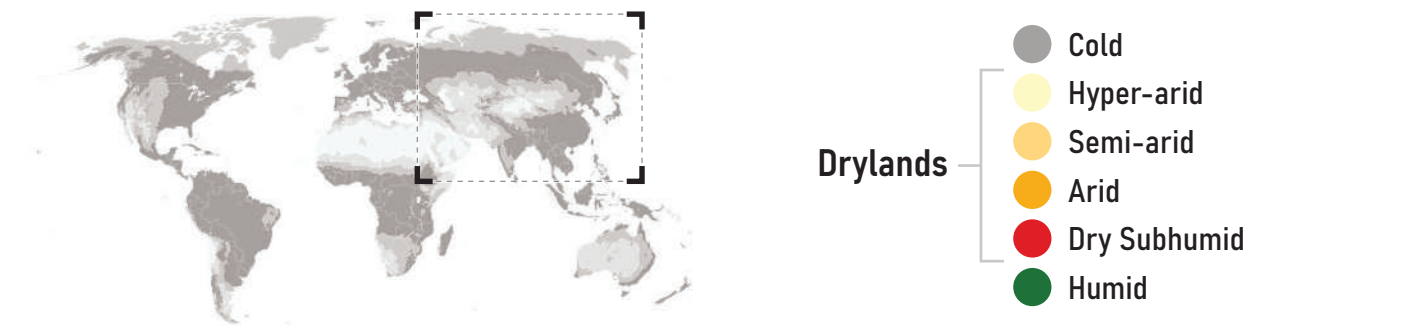 Cold
Hyper-arid
Semi-arid
Drylands
Arid
Dry Subhumid
Humid